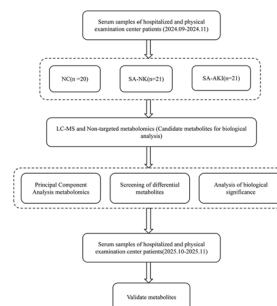 Serum samples of hospitalized and physical
examination center patients (2024.09-2024.11)
NC(n =20)
SA-NK(n=21)
SA-AKI(n=21)
LC-MS and Non-targeted metabolomics (Candidate metabolites for biological
analysis)
Principal Component
Analysis metabolomics
Screening of differential
metabolites
Analysis of biological
significance
Serum samples of hospitalized and physical
examination center patients(2025.10-2025.11)
Validate metabolites